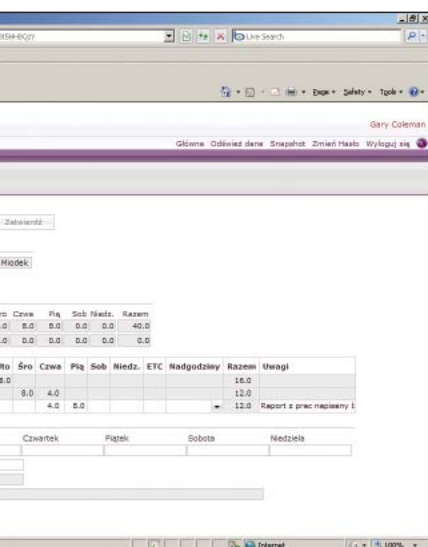 Live Search
Page Safety Tools
Gary Coleman
Główna Odśwież dane Snapshot Zmień Hasło Wyloguj się
Zatwierdź
Miodek
Śro Czwa Pią Sob Niedz. Razem
8.0 8.0 0.0 0.0 40.0
.0 0.0 0.0 0.0 0.0 0.0
Wto Śro Czwa Pią Sob Niedz. ETC Nadgodziny Razem Uwagi
8.0 16.0
8.0 4.0 12.0
4.0 8.0 12.0 Raport z prac napisany
Czwartek Piątek Sobota Niedziela
Internet 100%